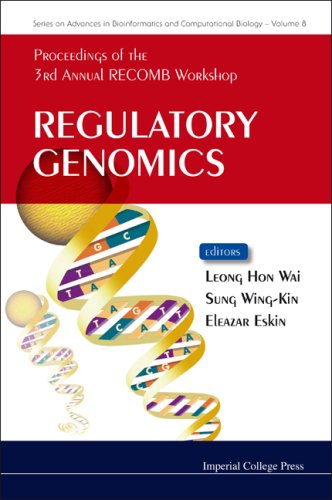 Series on Advances in Bioinformatics and Computational Biology – Volume 8
Proceedings of the
3rd Annual RECOMB Workshop
REGULATORY
GENOMICS
EDITORS
Leong Hon Wai
Sung Wing-Kin
Eleazar Eskin
Imperial College Press